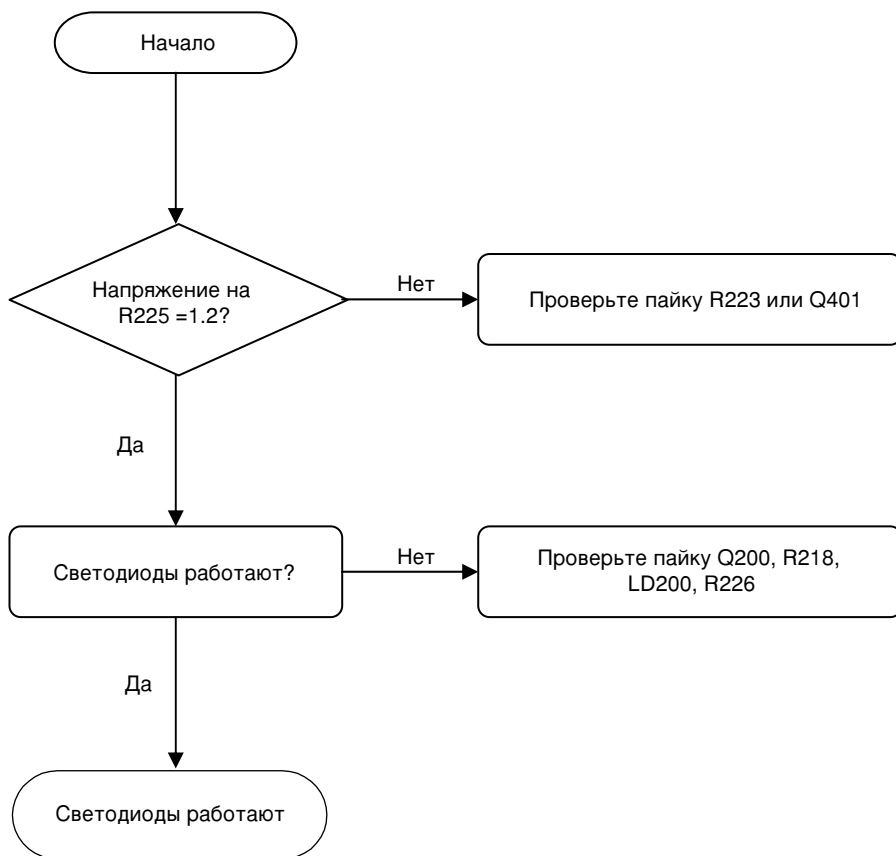 Начало
Напряжение на
R225 =1.2?
Нет
Проверьте пайку R223 или Q401
Да
Светодиоды работают?
Нет
Проверьте пайку Q200, R218,
LD200, R226
Да
Светодиоды работают